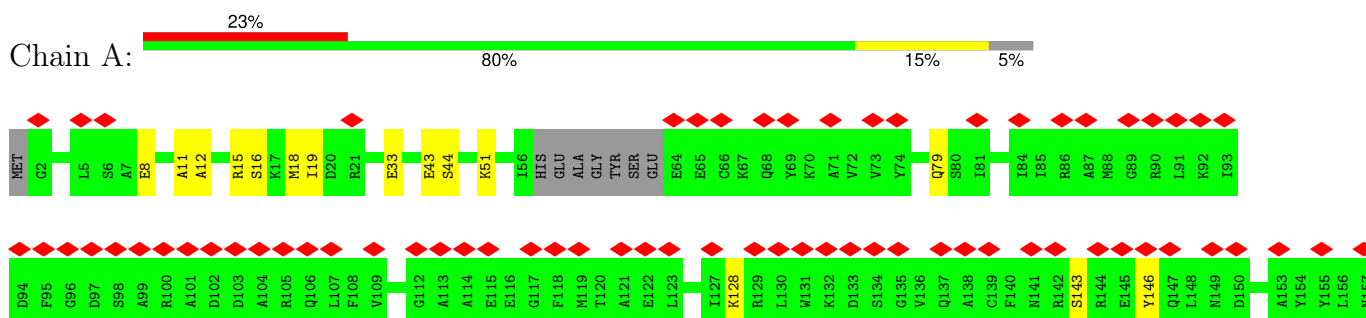 23%
Chain A:
80% 15% 5%
MET G2 L5 S6 A7 E8 A11 A12 R15 S16 K17 M18 I19 D20 R21 E33 E43 S44 K51 I56 HIS GLU ALA GLY TYR SER GLU E64 E65 C66 K67 Q68 Y69 K70 A71 V72 V73 Y74 Q79 S80 I81 I84 I85 R86 A87 M88 G89 R90 L91 K92 I93
D94 F95 G96 D97 S98 A99 R100 A101 D102 D103 A104 R105 Q106 L107 F108 V109 G112 A113 A114 E115 E116 G117 F118 M119 T120 A121 E122 L123 I127 K128 R129 L130 W131 K132 D133 S134 G135 V136 Q137 A138 C139 F140 N141 R142 S143 R144 E145 Y146 Q147 L148 N149 D150 A153 Y154 Y155 L156 N157